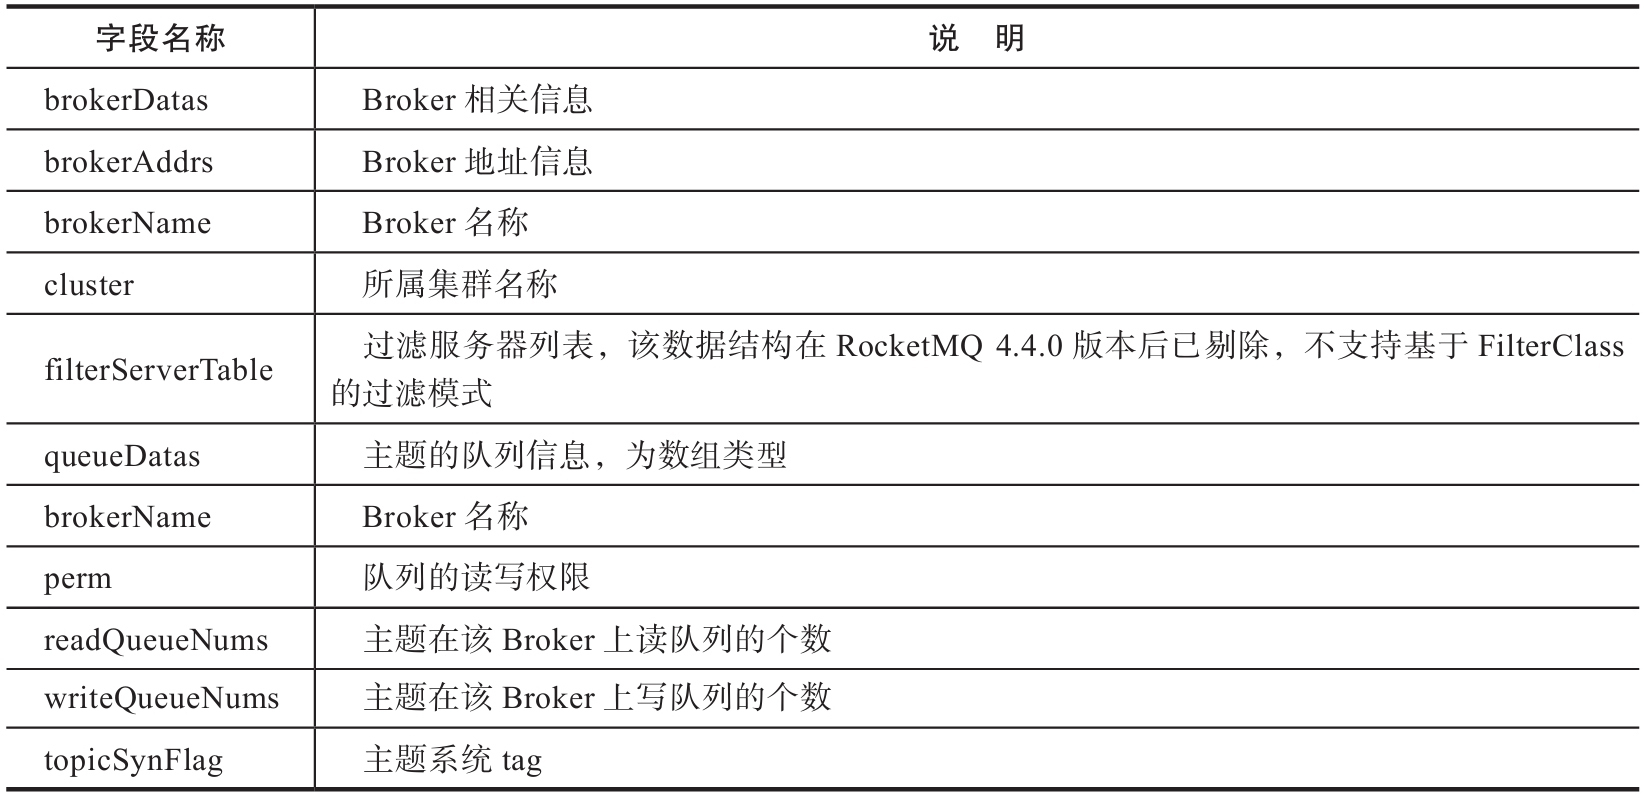 字段名称 说 明
brokerDatas Broker 相关信息
brokerAddrs Broker 地址信息
brokerName Broker 名称
cluster 所属集群名称
filterServerTable 过滤服务器列表，该数据结构在 RocketMQ 4.4.0 版本后已剔除，不支持基于 FilterClass
的过滤模式
queueDatas 主题的队列信息，为数组类型
brokerName Broker 名称
perm 队列的读写权限
readQueueNums 主题在该 Broker 上读队列的个数
writeQueueNums 主题在该 Broker 上写队列的个数
topicSynFlag 主题系统 tag